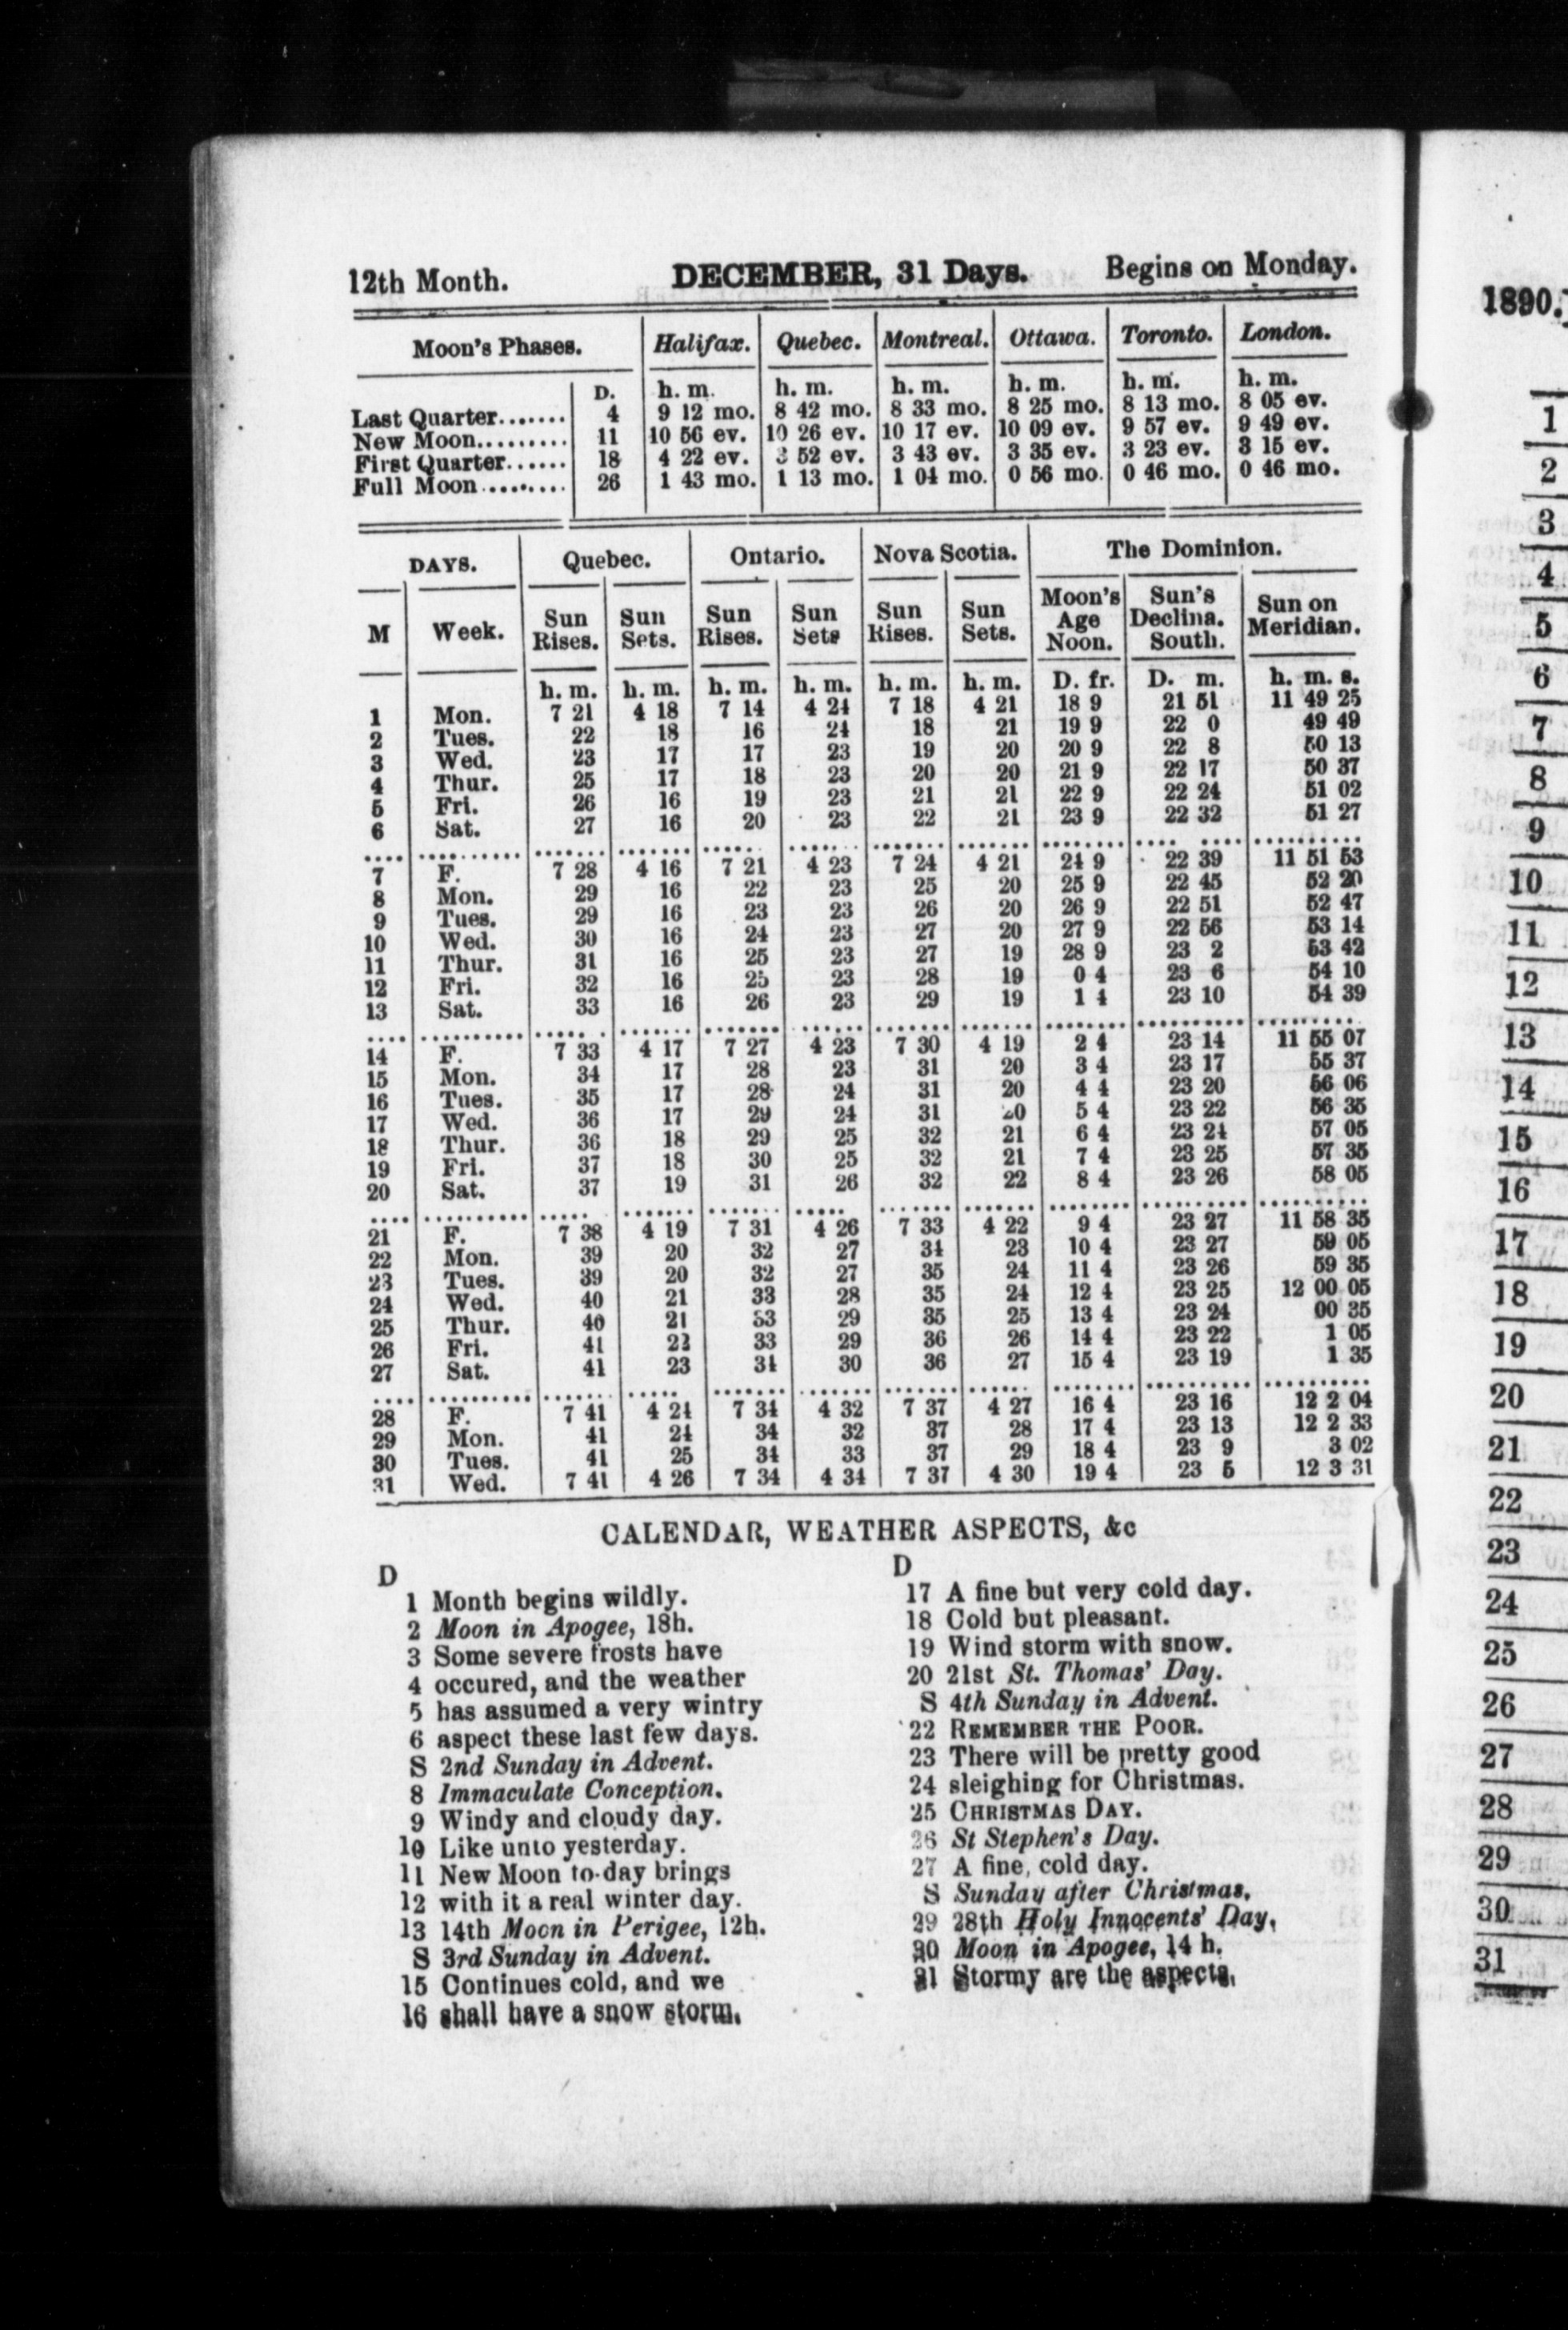 12th Month. DECEMBER, 31 Days. Begins on Monday.
Moon's Phases. Halifax. Quebec. Montreal. Ottawa. Toronto. London.
D. h. m. h. m. h. m. h. m. h. m. h. m.
Last Quarter....... 4 9 12 mo. 8 42 mo. 8 33 mo. 8 25 mo. 8 13 mo. 8 05 ev.
New Moon......... 11 10 56 ev. 10 26 ev. 10 17 ev. 10 09 ev. 9 57 ev. 9 49 ev.
First Quarter...... 18 4 22 ev. 3 52 ev. 3 43 ev. 3 35 ev. 3 23 ev. 3 15 ev.
Full Moon......... 26 1 43 mo. 1 13 mo. 1 04 mo. 0 56 mo. 0 46 mo. 0 46 mo.
DAYS. Quebec. Ontario. Nova Scotia. The Dominion.
M Week. Sun Rises. Sun Sets. Sun Rises. Sun Sets Sun Rises. Sun Sets. Moon's Age Noon. Sun's Declina. South. Sun on Meridian.
h. m. h. m. h. m. h. m. h. m. h. m. D. fr. D. m. h. m. s.
1 Mon. 7 21 4 18 7 14 4 24 7 18 4 21 18 9 21 51 11 49 25
2 Tues. 22 18 16 24 18 21 19 9 22 0 49 49
3 Wed. 23 17 17 23 19 20 20 9 22 8 50 13
4 Thur. 25 17 18 23 20 20 21 9 22 17 50 37
5 Fri. 26 16 19 23 21 21 22 9 22 24 51 02
6 Sat. 27 16 20 23 22 21 23 9 22 32 51 27
7 F. 7 28 4 16 7 21 4 23 7 24 4 21 24 9 22 39 11 51 53
8 Mon. 29 16 22 23 25 20 25 9 22 45 52 20
9 Tues. 29 16 23 23 26 20 26 9 22 51 52 47
10 Wed. 30 16 24 23 27 20 27 9 22 56 53 14
11 Thur. 31 16 25 23 27 19 28 9 23 2 53 42
12 Fri. 32 16 25 23 28 19 0 4 23 6 54 10
13 Sat. 33 16 26 23 29 19 1 4 23 10 54 39
14 F. 7 33 4 17 7 27 4 23 7 30 4 19 2 4 23 14 11 55 07
15 Mon. 34 17 28 23 31 20 3 4 23 17 55 37
16 Tues. 35 17 28 24 31 20 4 4 23 20 56 06
17 Wed. 36 17 29 24 31 20 5 4 23 22 56 35
18 Thur. 36 18 29 25 32 21 6 4 23 24 57 05
19 Fri. 37 18 30 25 32 21 7 4 23 25 57 35
20 Sat. 37 19 31 26 32 22 8 4 23 26 58 05
21 F. 7 38 4 19 7 31 4 26 7 33 4 22 9 4 23 27 11 58 35
22 Mon. 39 20 32 27 34 23 10 4 23 27 59 05
23 Tues. 39 20 32 27 35 24 11 4 23 26 59 35
24 Wed. 40 21 33 28 35 24 12 4 23 25 12 00 05
25 Thur. 40 21 33 29 35 25 13 4 23 24 00 35
26 Fri. 41 22 33 29 36 26 14 4 23 22 1 05
27 Sat. 41 23 34 30 36 27 15 4 23 19 1 35
28 F. 7 41 4 24 7 34 4 32 7 37 4 27 16 4 23 16 12 2 04
29 Mon. 41 24 34 32 37 28 17 4 23 13 12 2 33
30 Tues. 41 25 34 33 37 29 18 4 23 9 3 02
31 Wed. 7 41 4 26 7 34 4 34 7 37 4 30 19 4 23 5 12 3 31
CALENDAR, WEATHER ASPECTS, &c
D
1 Month begins wildly.
2 Moon in Apogee, 18h.
3 Some severe frosts have
4 occured, and the weather
5 has assumed a very wintry
6 aspect these last few days.
S 2nd Sunday in Advent.
8 Immaculate Conception.
9 Windy and cloudy day.
10 Like unto yesterday.
11 New Moon to-day brings
12 with it a real winter day.
13 14th Moon in Perigee, 12h.
S 3rd Sunday in Advent.
15 Continues cold, and we
16 shall have a snow storm.
D
17 A fine but very cold day.
18 Cold but pleasant.
19 Wind storm with snow.
20 21st St. Thomas' Day.
S 4th Sunday in Advent.
22 REMEMBER THE POOR.
23 There will be pretty good
24 sleighing for Christmas.
25 CHRISTMAS DAY.
26 St Stephen's Day.
27 A fine, cold day.
S Sunday after Christmas.
29 28th Holy Innocents' Day.
30 Moon in Apogee, 14 h.
31 Stormy are the aspects.
1890.
1
2
3
4
5
6
7
8
9
10
11
12
13
14
15
16
17
18
19
20
21
22
23
24
25
26
27
28
29
30
31